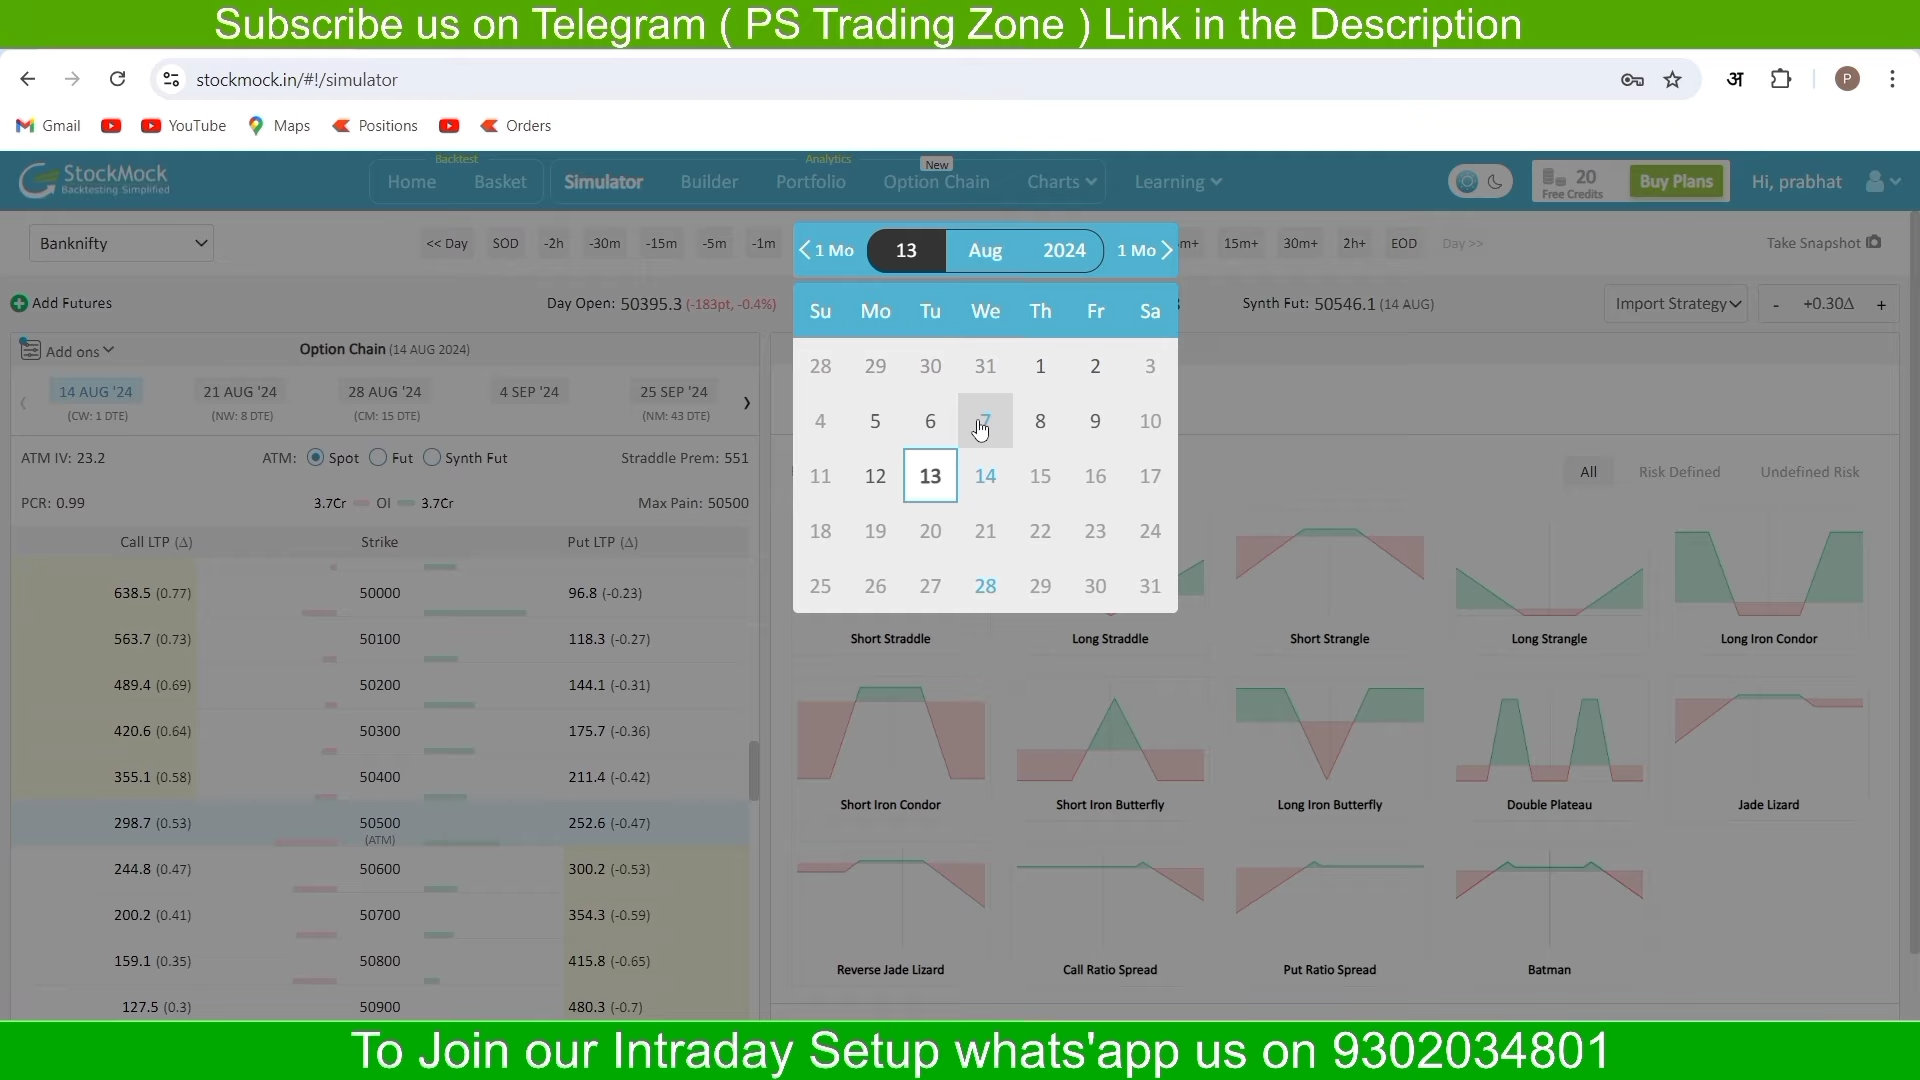 Subscribe us on Telegram ( PS Trading Zone ) Link in the Description
stockmock.in/#!/simulator
अ
P
Gmail
YouTube
Maps
Positions
Orders
StockMock
Backtesting Simplified
Backtest
Home Basket
Simulator
Builder
Analytics
Portfolio
New
Option Chain
Charts
Learning
20
Free Credits
Buy Plans
Hi, prabhat
Banknifty
<< Day SOD -2h -30m -15m -5m -1m
m+ 15m+ 30m+ 2h+ EOD Day >>
Take Snapshot
1 Mo 13 Aug 2024 1 Mo
Add Futures
Day Open: 50395.3 (-183pt, -0.4%)
Synth Fut: 50546.1 (14 AUG)
Import Strategy
- +0.30Δ +
Su Mo Tu We Th Fr Sa
28 29 30 31 1 2 3
4 5 6 7 8 9 10
11 12 13 14 15 16 17
18 19 20 21 22 23 24
25 26 27 28 29 30 31
Add ons
Option Chain (14 AUG 2024)
14 AUG '24 21 AUG '24 28 AUG '24 4 SEP '24 25 SEP '24
(CW: 1 DTE) (NW: 8 DTE) (CM: 15 DTE) (NM: 43 DTE)
ATM IV: 23.2 ATM: Spot Fut Synth Fut Straddle Prem: 551
PCR: 0.99 3.7Cr OI 3.7Cr Max Pain: 50500
Call LTP (Δ) Strike Put LTP (Δ)
638.5 (0.77) 50000 96.8 (-0.23)
563.7 (0.73) 50100 118.3 (-0.27)
489.4 (0.69) 50200 144.1 (-0.31)
420.6 (0.64) 50300 175.7 (-0.36)
355.1 (0.58) 50400 211.4 (-0.42)
298.7 (0.53) 50500 252.6 (-0.47)
(ATM)
244.8 (0.47) 50600 300.2 (-0.53)
200.2 (0.41) 50700 354.3 (-0.59)
159.1 (0.35) 50800 415.8 (-0.65)
127.5 (0.3) 50900 480.3 (-0.7)
All Risk Defined Undefined Risk
Short Straddle Long Straddle Short Strangle Long Strangle Long Iron Condor
Short Iron Condor Short Iron Butterfly Long Iron Butterfly Double Plateau Jade Lizard
Reverse Jade Lizard Call Ratio Spread Put Ratio Spread Batman
To Join our Intraday Setup whats'app us on 9302034801